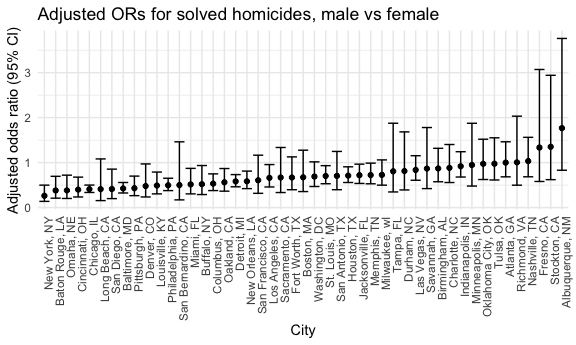 Adjusted ORs for solved homicides, male vs female
Adjusted odds ratio (95% CI)
3
2
1
0
New York, NY
Baton Rouge, LA
Omaha, NE
Cincinnati, OH
Chicago, IL
Long Beach, CA
San Diego, CA
Baltimore, MD
Pittsburgh, PA
Denver, CO
Louisville, KY
Philadelphia, PA
San Bernardino, CA
Miami, FL
Buffalo, NY
Columbus, OH
Oakland, CA
Detroit, MI
New Orleans, LA
San Francisco, CA
Los Angeles, CA
Sacramento, CA
Fort Worth, TX
Boston, MA
Washington, DC
St. Louis, MO
San Antonio, TX
Houston, TX
Jacksonville, FL
Memphis, TN
Milwaukee, wI
Tampa, FL
Durham, NC
Las Vegas, NV
Savannah, GA
Birmingham, AL
Charlotte, NC
Indianapolis, IN
Minneapolis, MN
Oklahoma City, OK
Tulsa, OK
Atlanta, GA
Richmond, VA
Nashville, TN
Fresno, CA
Stockton, CA
Albuquerque, NM
City